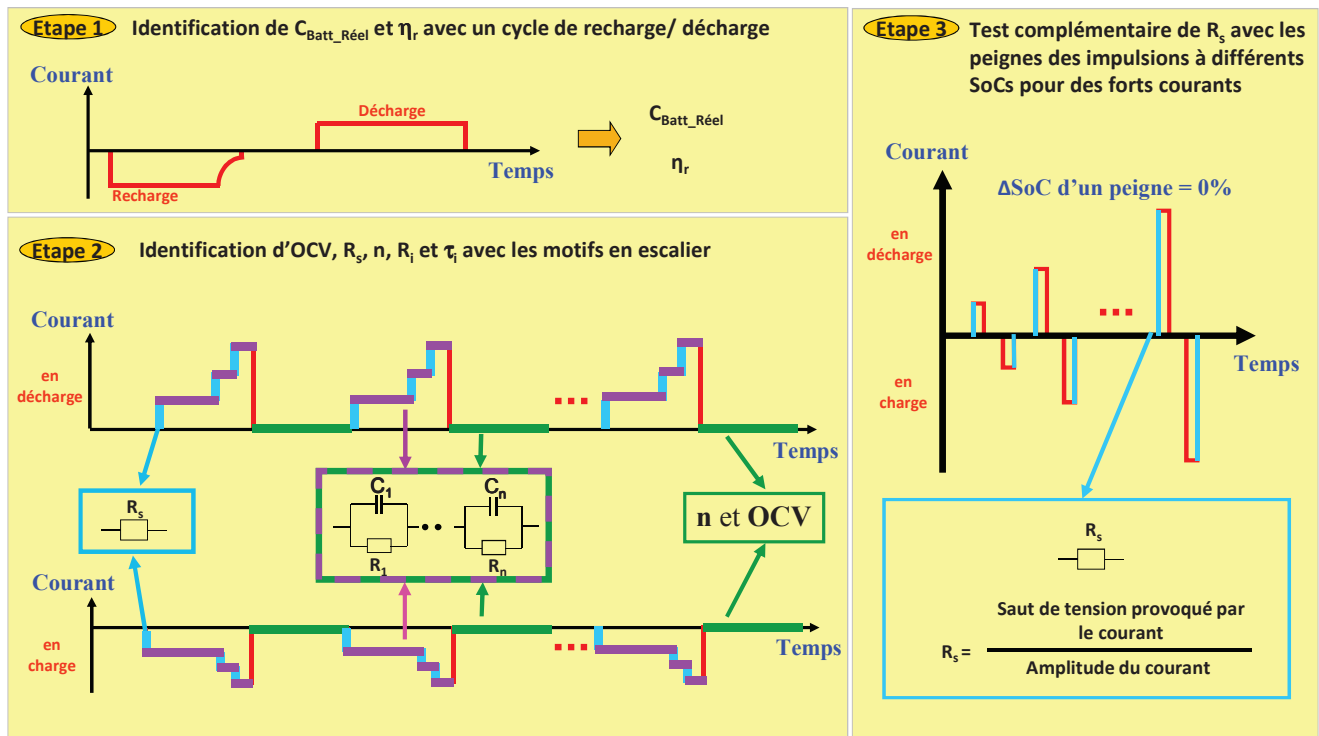 Etape 1 Identification de C_Batt_Réel et η_r avec un cycle de recharge/ décharge
Courant
Décharge
Recharge
Temps
C_Batt_Réel
η_r
Etape 2 Identification d'OCV, R_s, n, R_i et τ_i avec les motifs en escalier
Courant
en
décharge
Temps
R_s
C_1
C_n
R_1
R_n
n et OCV
Courant
en
charge
Temps
Etape 3 Test complémentaire de R_s avec les
peignes des impulsions à différents
SoCs pour des forts courants
Courant
ΔSoC d'un peigne = 0%
en
décharge
Temps
en
charge
R_s
Saut de tension provoqué par
le courant
R_s =
Amplitude du courant